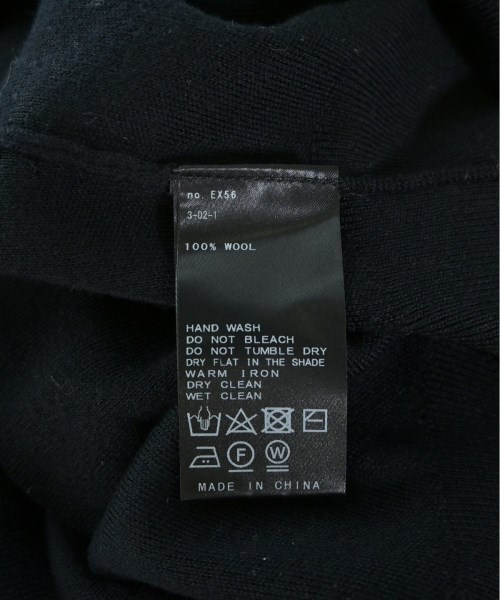 no. EX56
3-02-1
100% WOOL
HAND WASH
DO NOT BLEACH
DO NOT TUMBLE DRY
DRY FLAT IN THE SHADE
WARM IRON
DRY CLEAN
WET CLEAN
F W
MADE IN CHINA